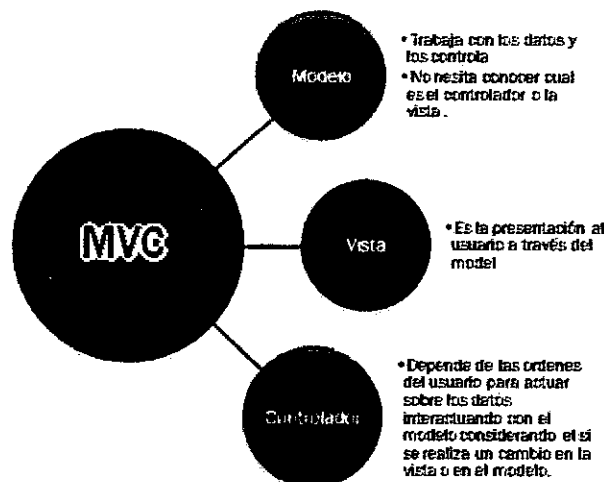 MVC
Modelo
• Trabaja con los datos y
los controla
• No nesita conocer cual
es el controlador o la
vista .
Vista
• Es la presentación al
usuario a través del
model
Controlador
• Depende de las ordenes
del usuario para actuar
sobre los datos
interactuando con el
modelo considerando el si
se realiza un cambio en la
vista o en el modelo.